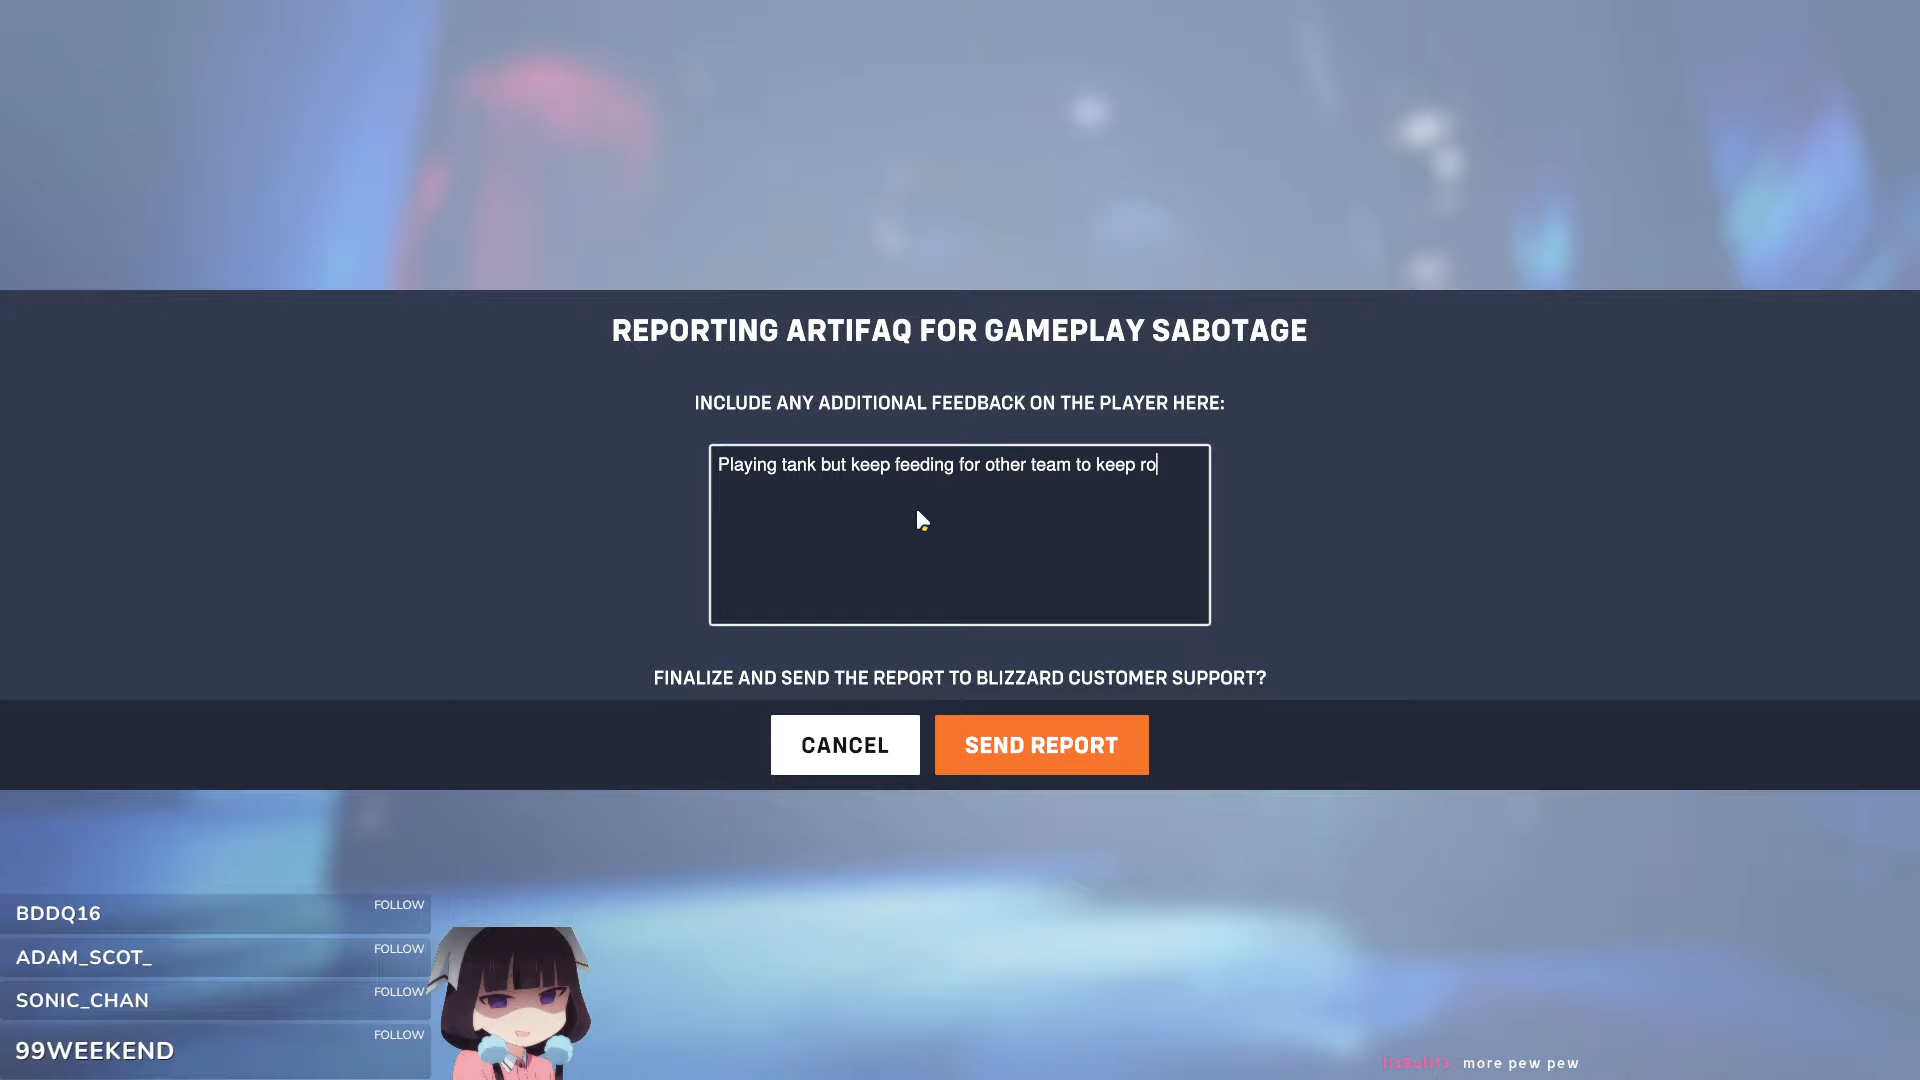 REPORTING ARTIFAQ FOR GAMEPLAY SABOTAGE
INCLUDE ANY ADDITIONAL FEEDBACK ON THE PLAYER HERE:
Playing tank but keep feeding for other team to keep ro
FINALIZE AND SEND THE REPORT TO BLIZZARD CUSTOMER SUPPORT?
CANCEL
SEND REPORT
BDDQ16 FOLLOW
ADAM_SCOT_ FOLLOW
SONIC_CHAN FOLLOW
99WEEKEND FOLLOW
more pew pew